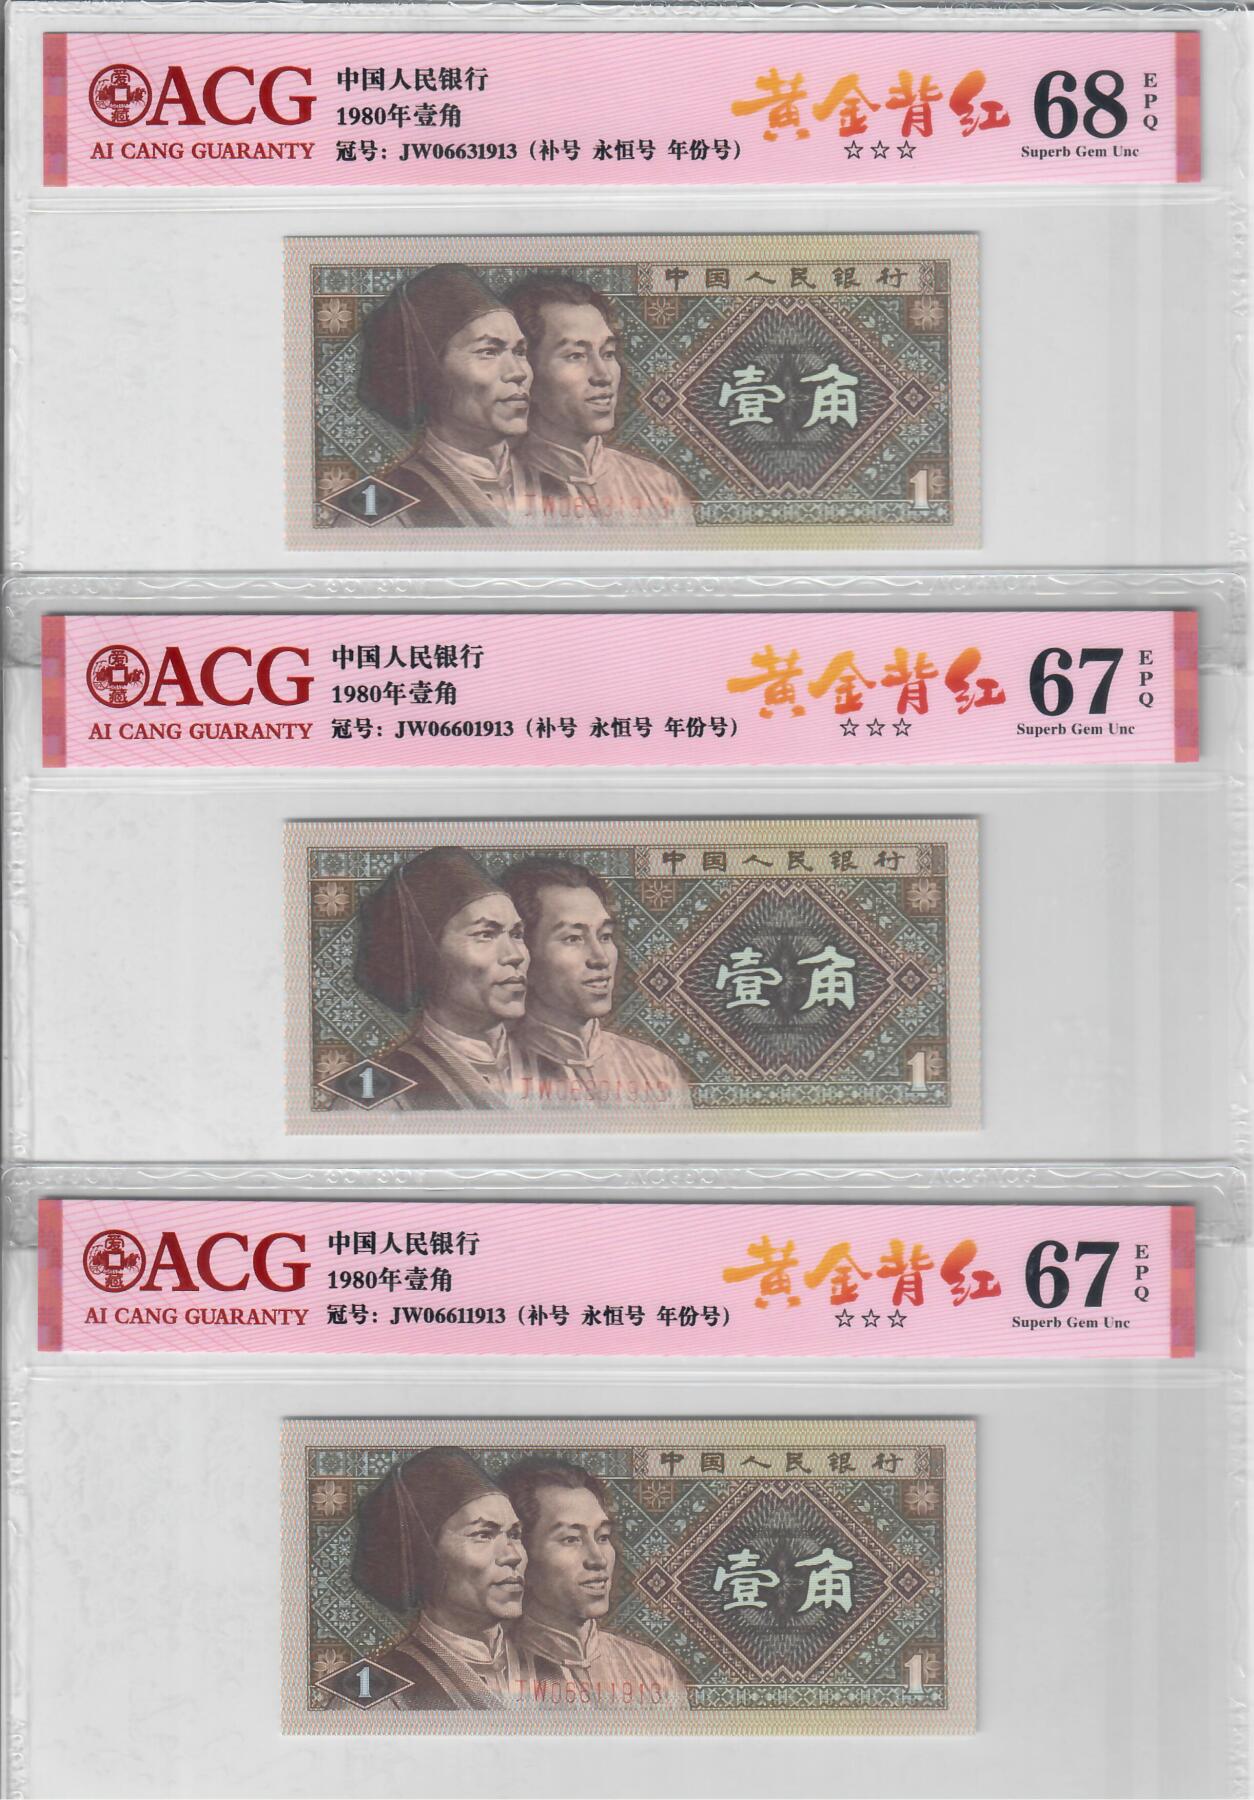 爱藏
ACG
AI CANG GUARANTY
中国人民银行
1980年壹角
冠号: JW06631913 (补号 永恒号 年份号)
黄金背红
☆☆☆
68
EPQ
Superb Gem Unc
中国人民银行
壹角
1
1
爱藏
ACG
AI CANG GUARANTY
中国人民银行
1980年壹角
冠号: JW06601913 (补号 永恒号 年份号)
黄金背红
☆☆☆
67
EPQ
Superb Gem Unc
中国人民银行
壹角
1
1
爱藏
ACG
AI CANG GUARANTY
中国人民银行
1980年壹角
冠号: JW06611913 (补号 永恒号 年份号)
黄金背红
☆☆☆
67
EPQ
Superb Gem Unc
中国人民银行
壹角
1
JW06611913
1